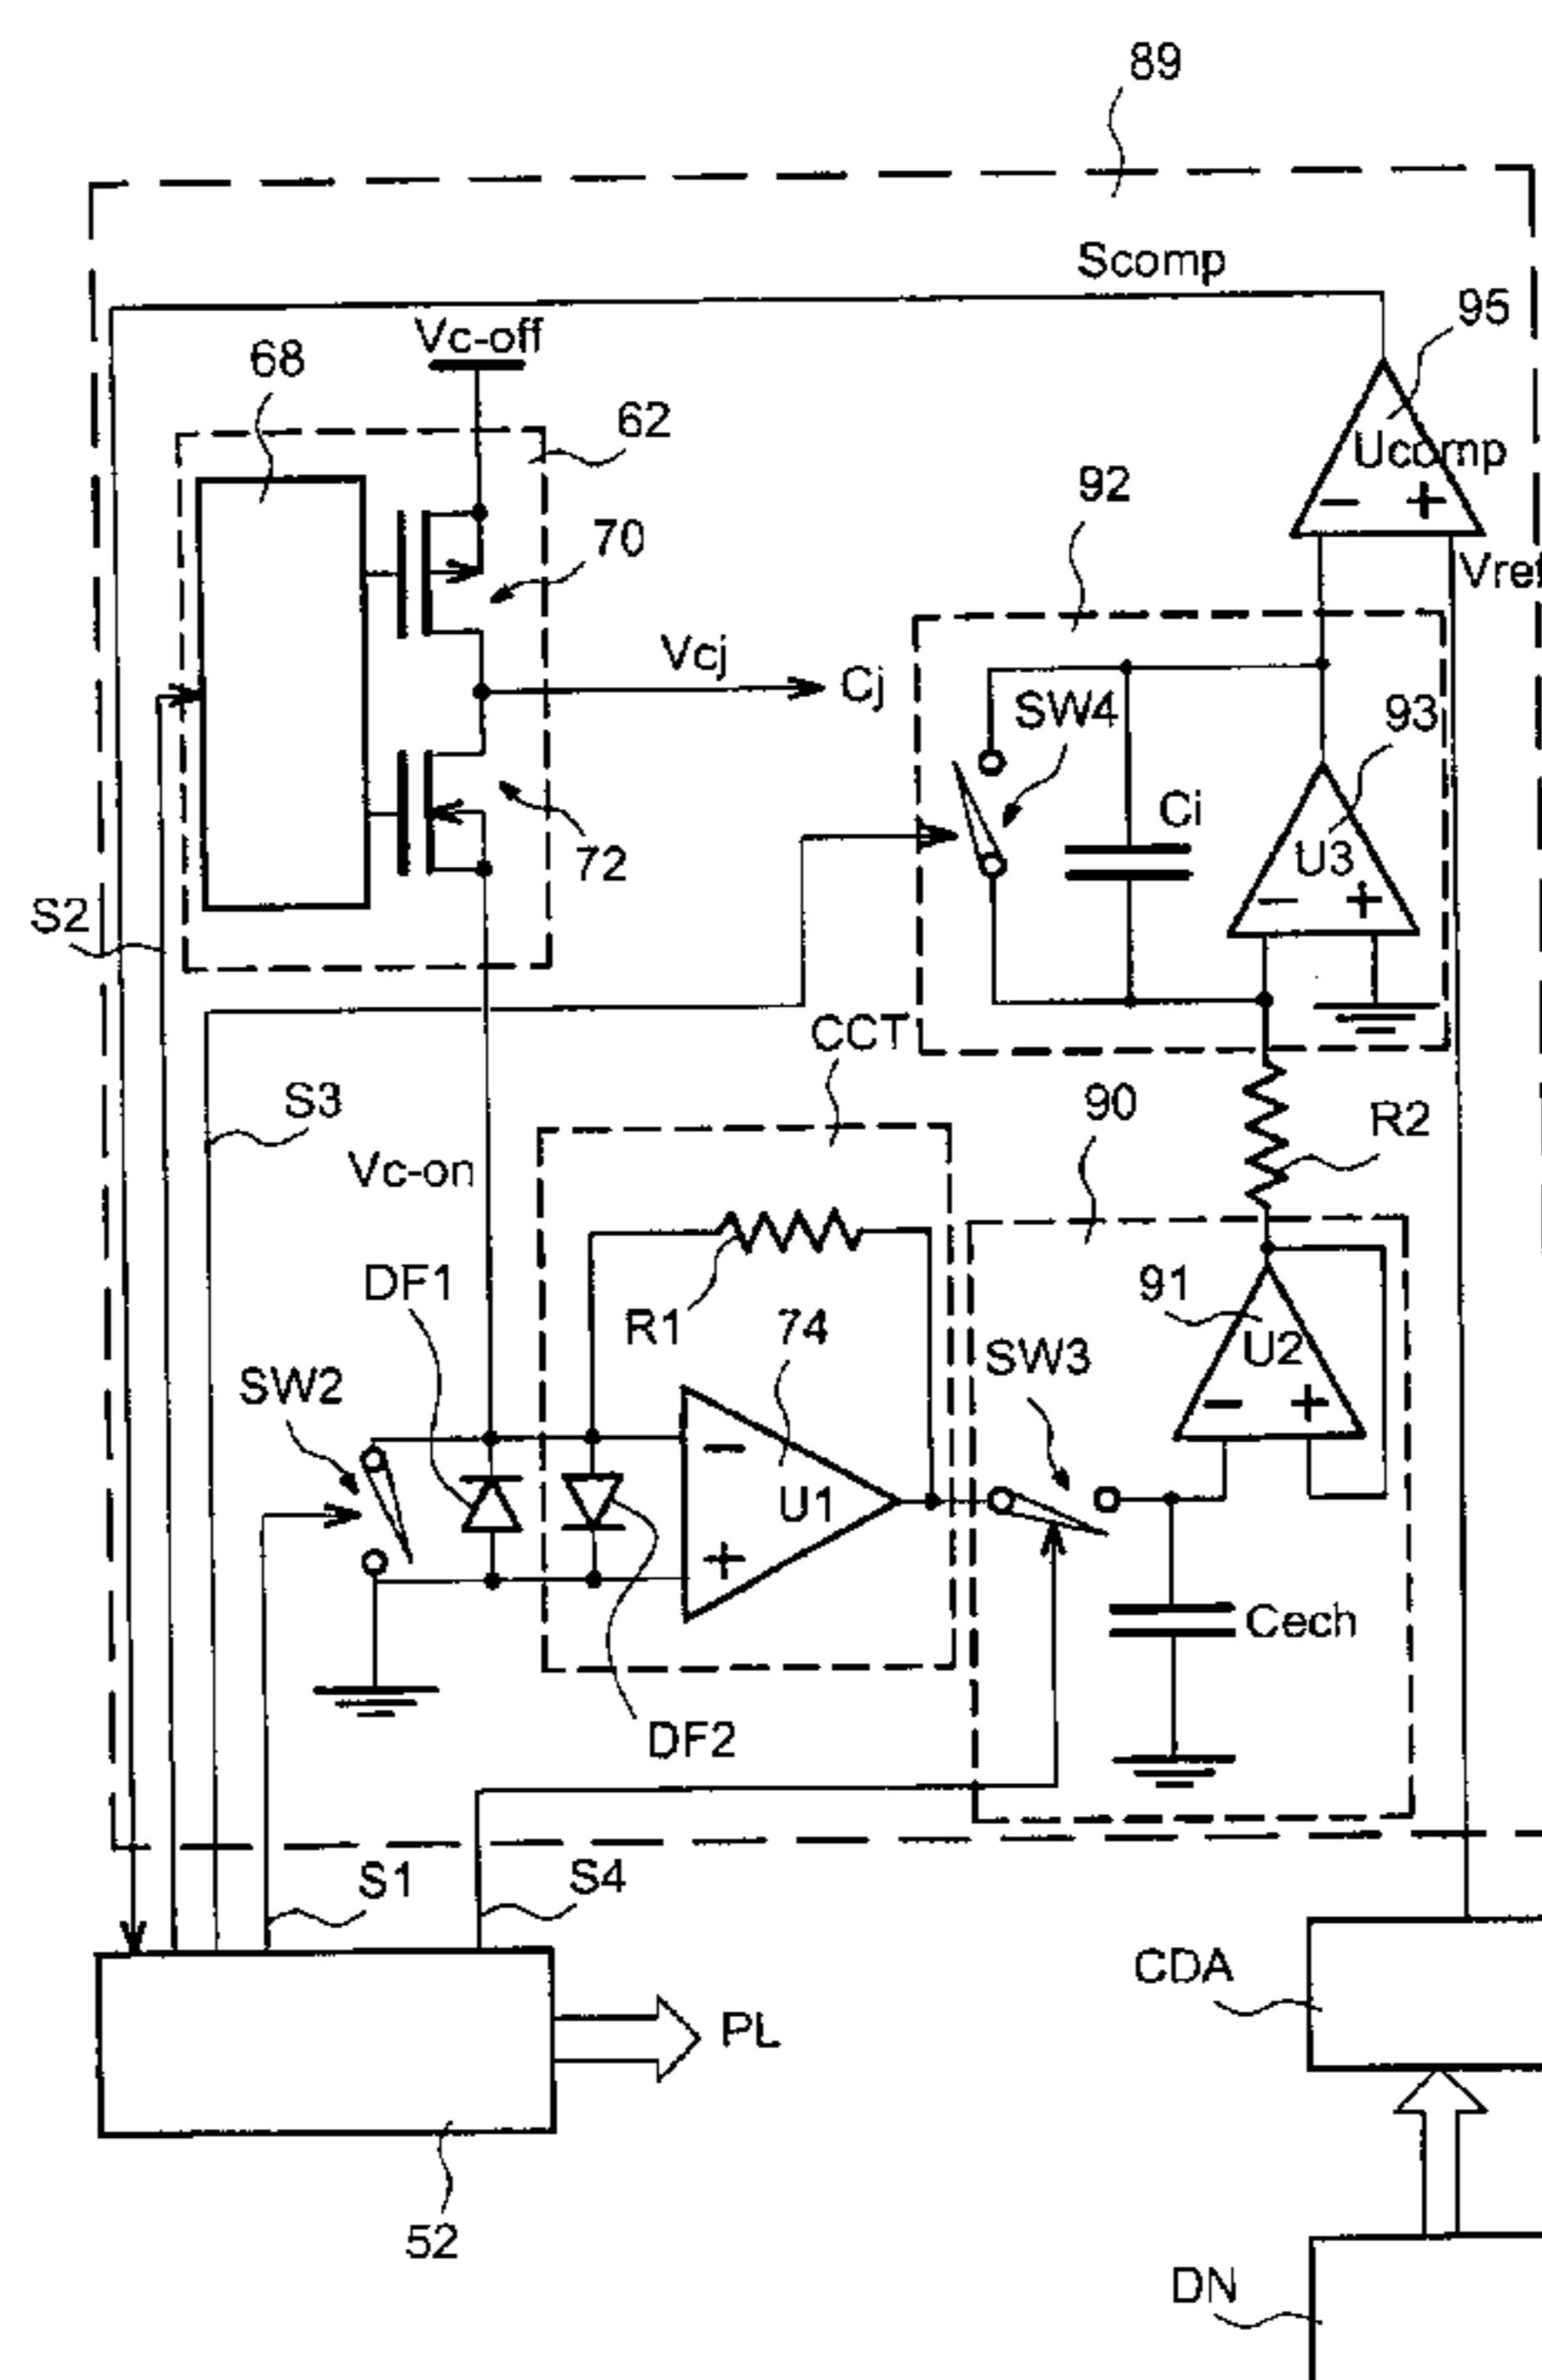 89
Scomp
95
Vc-off
68
62
Ucomp
- +
92
70
Vref
Vcj
Cj
SW4
93
Ci
U3
- +
72
S2
CCT
S3
90
R2
Vc-on
DF1
R1
74
91
U2
SW2
SW3
-
- +
U1
+
Cech
DF2
S1
S4
CDA
PL
52
DN